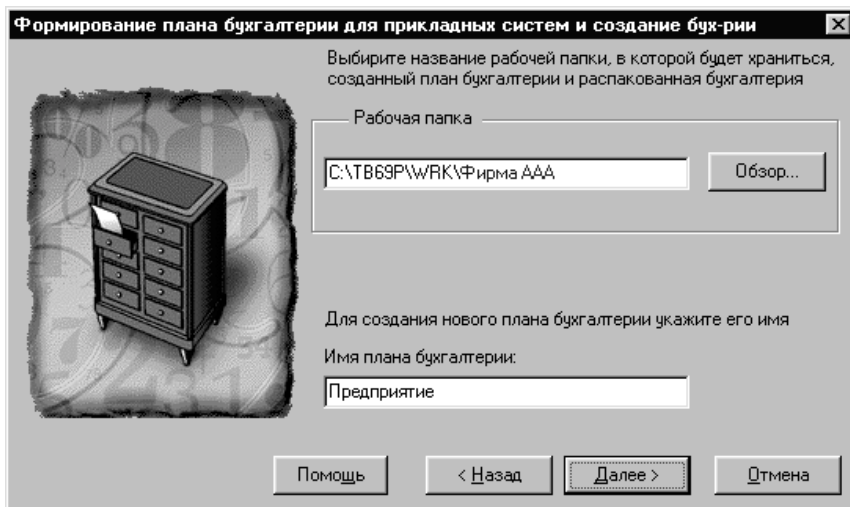 Формирование плана бухгалтерии для прикладных систем и создание бух-рии
Выбирите название рабочей папки, в которой будет храниться,
созданный план бухгалтерии и распакованная бухгалтерия
Рабочая папка
C:\TB69P\WRK\Фирма ААА
Обзор...
Для создания нового плана бухгалтерии укажите его имя
Имя плана бухгалтерии:
Предприятие
Помощь
< Назад
Далее >
Отмена